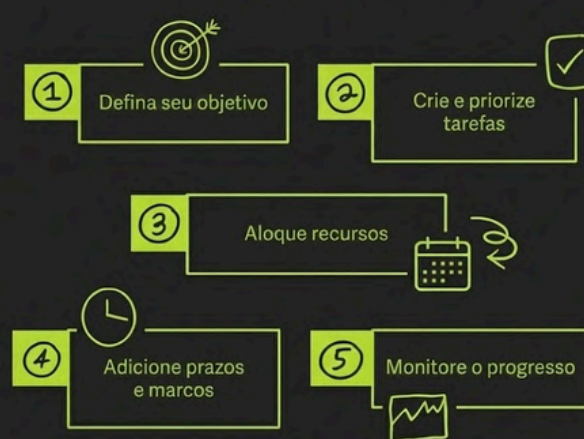 1
Defina seu objetivo
2
Crie e priorize
tarefas
3
Aloque recursos
4
Adicione prazos
e marcos
5
Monitore o progresso